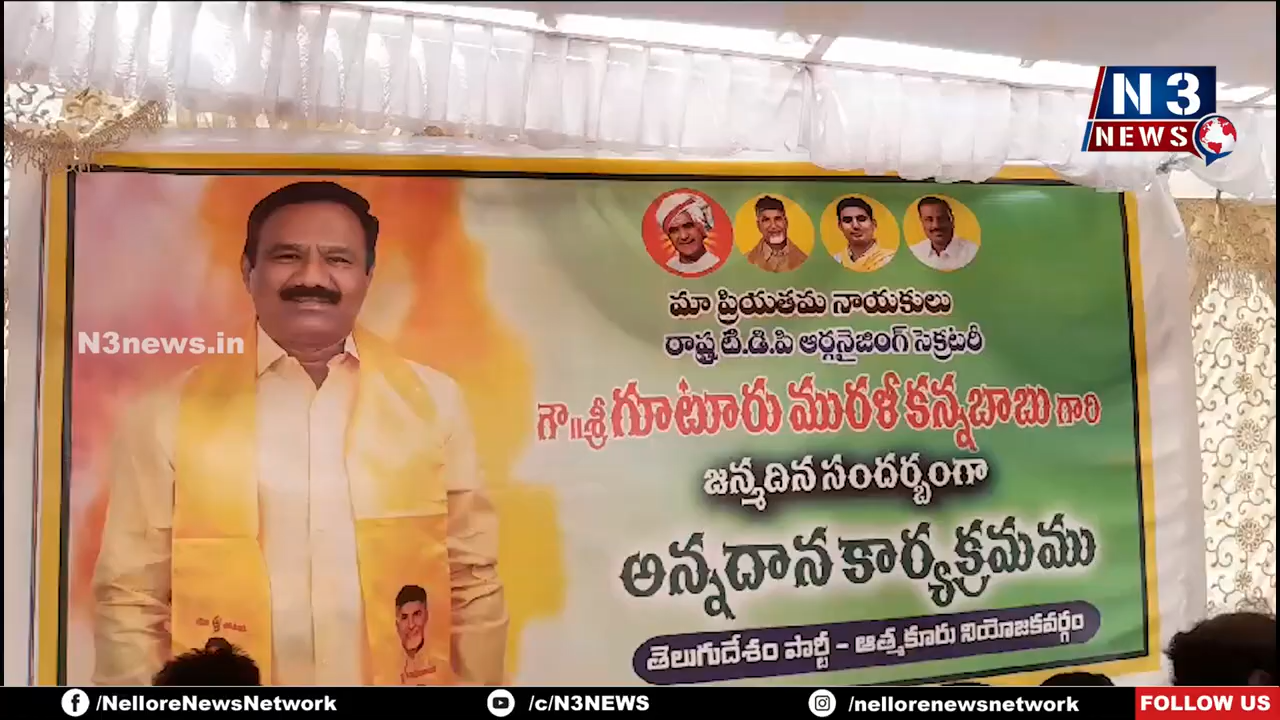 N3
NEWS
N3news.in
మా ప్రియతమ నాయకులు
రాష్ట్ర టి.డి.పి ఆర్గనైజింగ్ సెక్రటరీ
గౌ॥శ్రీ గూటూరు మురళీ కన్నబాబు గారి
జన్మదిన సందర్భంగా
అన్నదాన కార్యక్రమము
తెలుగుదేశం పార్టీ - ఆత్మకూరు నియోజకవర్గం
/NelloreNewsNetwork
/c/N3NEWS
/nellorenewsnetwork
FOLLOW US